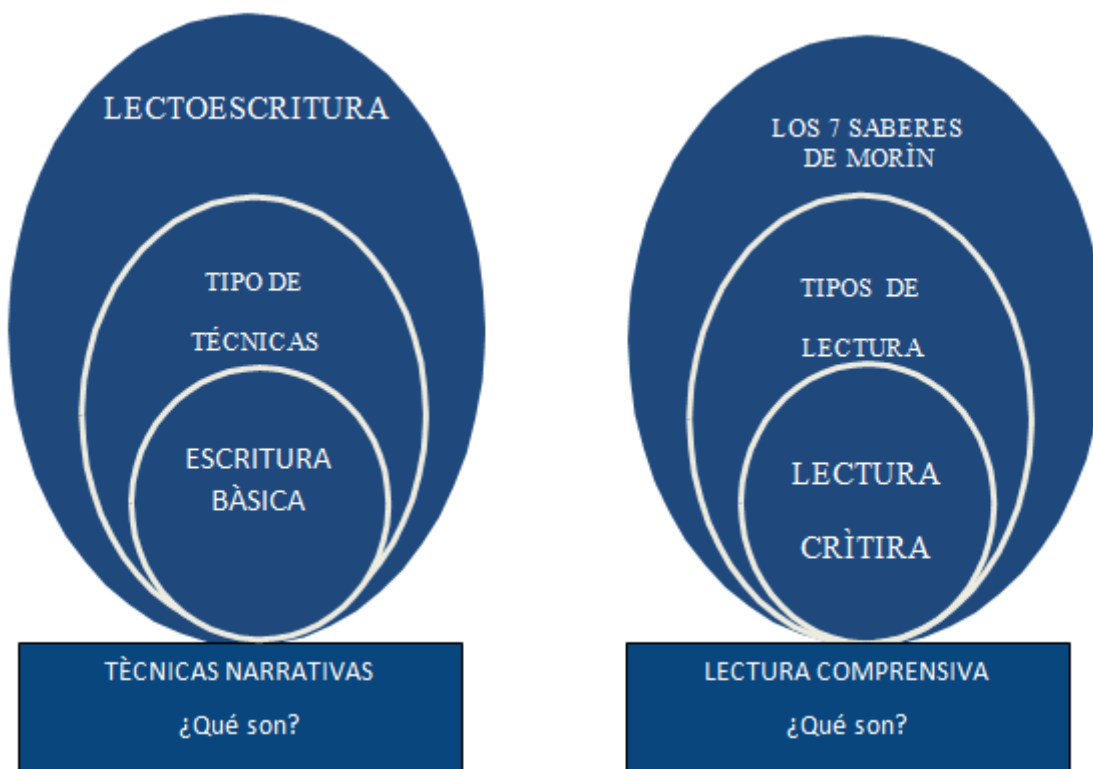 LECTOESCRITURA
TIPO DE
TÉCNICAS
ESCRITURA
BÀSICA
TÈCNICAS NARRATIVAS
¿Qué son?
LOS 7 SABERES
DE MORÌN
TIPOS DE
LECTURA
LECTURA
CRÌTIRA
LECTURA COMPRENSIVA
¿Qué son?